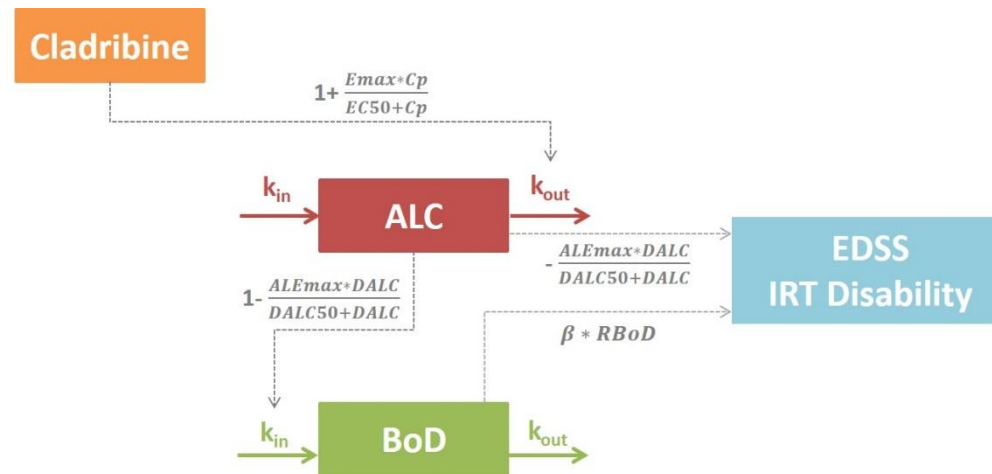 Cladribine
1+ Emax*Cp
EC50+Cp
kin
ALC
kout
- ALEmax*DALC
DALC50+DALC
EDSS
IRT Disability
1- ALEmax*DALC
DALC50+DALC
β * RBoD
kin
BoD
kout